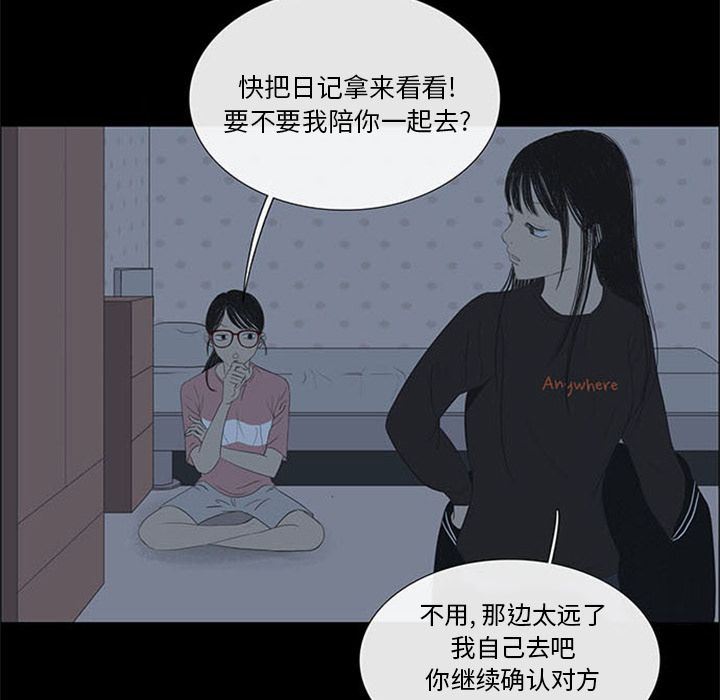 快把日记拿来看看!
要不要我陪你一起去?
Anywhere
不用, 那边太远了
我自己去吧
你继续确认对方